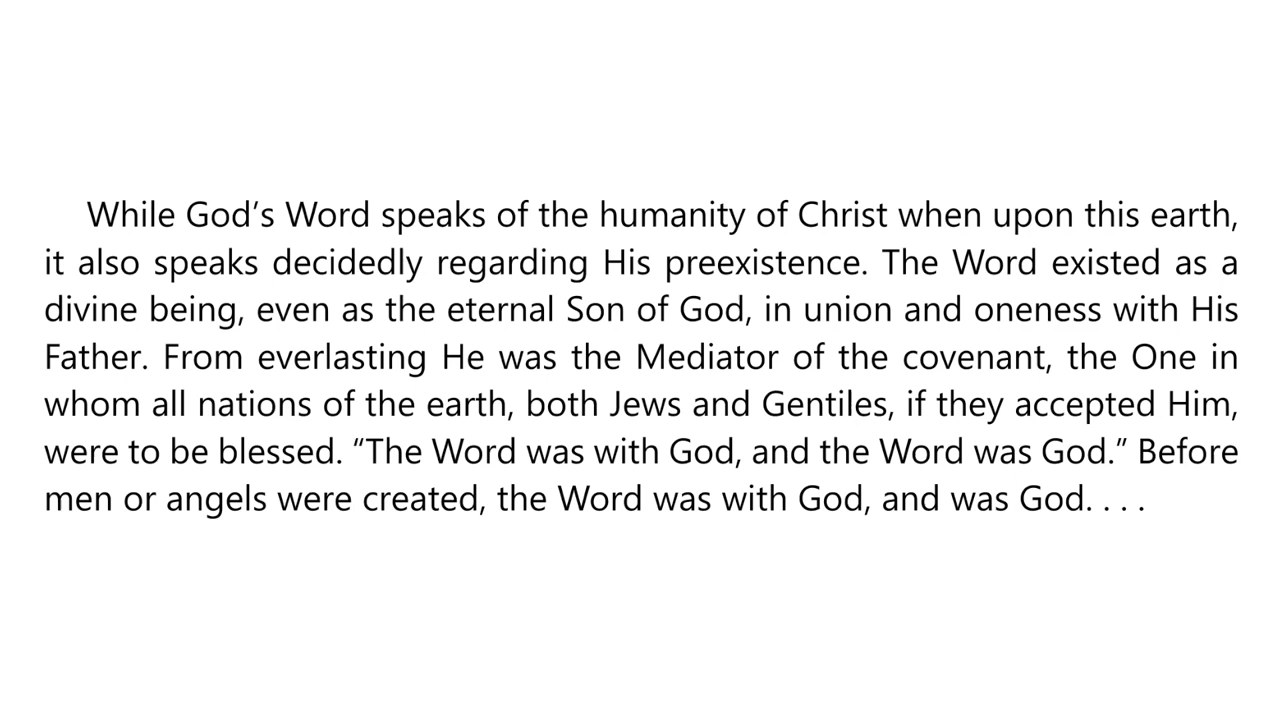 While God’s Word speaks of the humanity of Christ when upon this earth,
it also speaks decidedly regarding His preexistence. The Word existed as a
divine being, even as the eternal Son of God, in union and oneness with His
Father. From everlasting He was the Mediator of the covenant, the One in
whom all nations of the earth, both Jews and Gentiles, if they accepted Him,
were to be blessed. “The Word was with God, and the Word was God.” Before
men or angels were created, the Word was with God, and was God. . . .